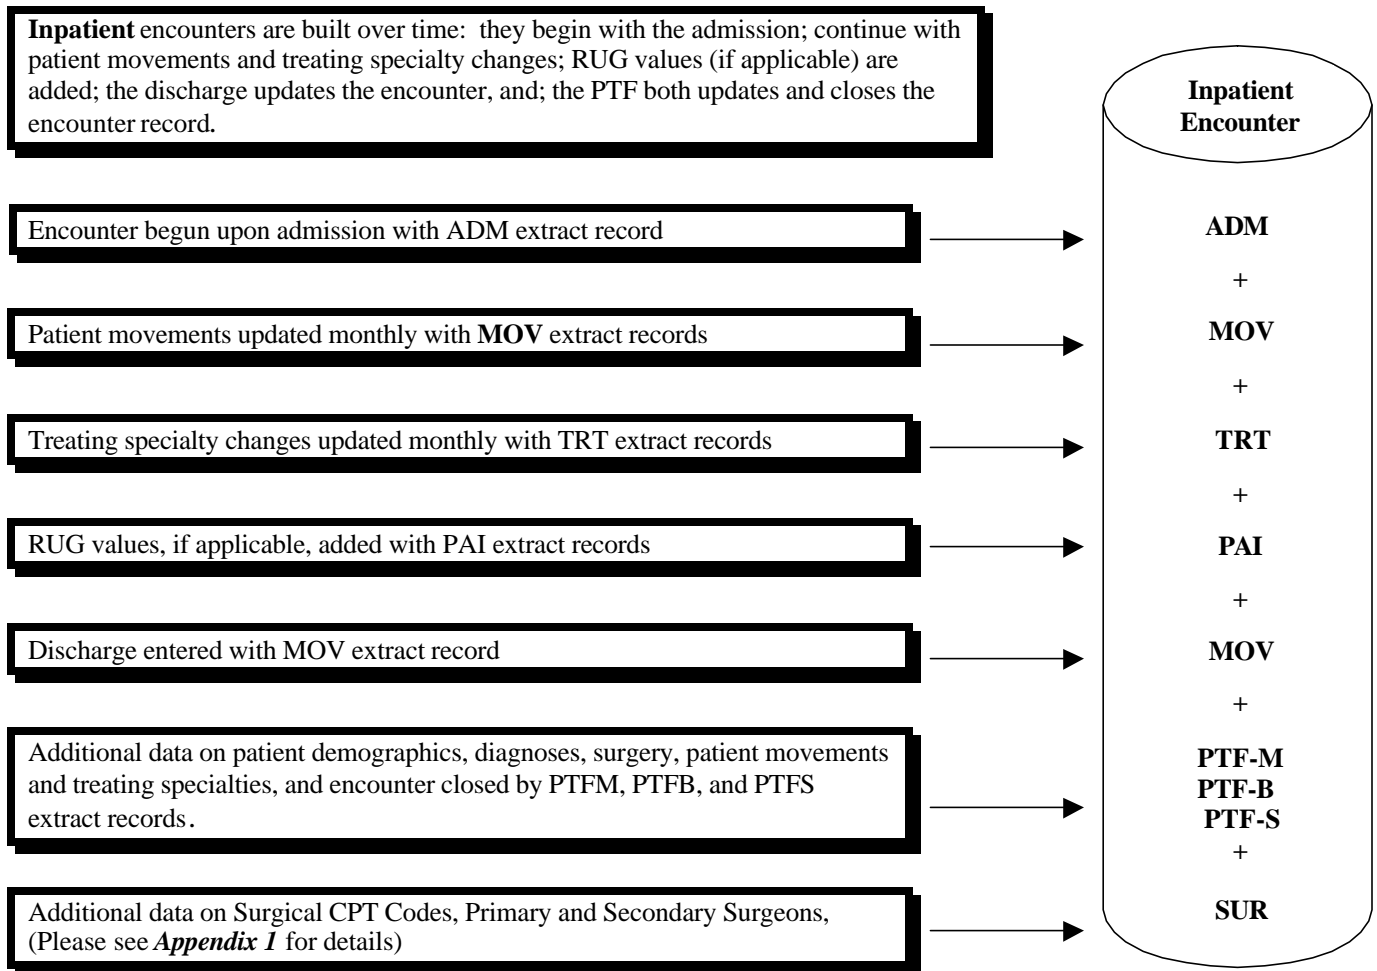 Inpatient encounters are built over time: they begin with the admission; continue with
patient movements and treating specialty changes; RUG values (if applicable) are
added; the discharge updates the encounter, and; the PTF both updates and closes the
encounter record.
Inpatient
Encounter
Encounter begun upon admission with ADM extract record
ADM
+
Patient movements updated monthly with MOV extract records
MOV
+
Treating specialty changes updated monthly with TRT extract records
TRT
+
RUG values, if applicable, added with PAI extract records
PAI
+
Discharge entered with MOV extract record
MOV
+
Additional data on patient demographics, diagnoses, surgery, patient movements
and treating specialties, and encounter closed by PTFM, PTFB, and PTFS
extract records.
PTF-M
PTF-B
PTF-S
+
Additional data on Surgical CPT Codes, Primary and Secondary Surgeons,
(Please see Appendix 1 for details)
SUR